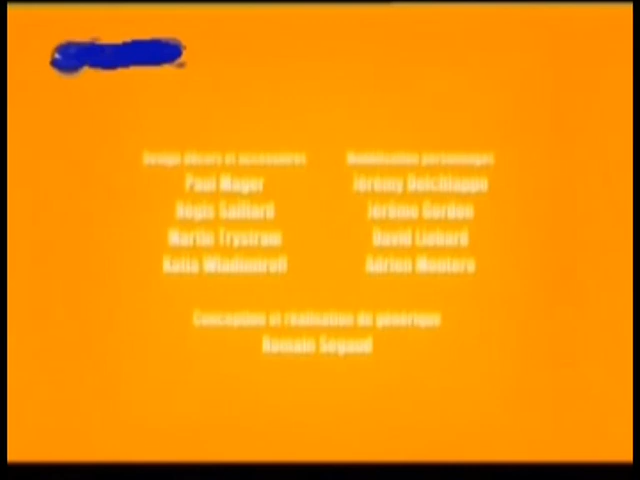 Design décors et accessoires
Paul Mager
Régis Saillard
Martin Trystram
Katia Wladimiroff
Modélisation personnages
Jérémy Delchiappo
Jérôme Gordon
David Liebard
Adrien Montero
Conception et réalisation du générique
Romain Segaud